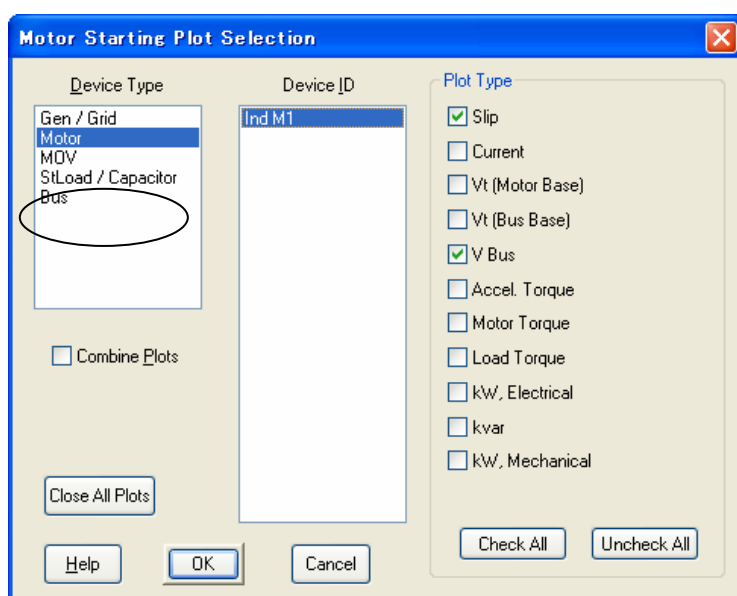 Motor Starting Plot Selection
Device Type
Gen / Grid
Motor
MOV
StLoad / Capacitor
Bus
Combine Plots
Close All Plots
Device ID
Ind M1
Plot Type
Slip
Current
Vt (Motor Base)
Vt (Bus Base)
V Bus
Accel. Torque
Motor Torque
Load Torque
kW, Electrical
kvar
kW, Mechanical
Check All
Uncheck All
Help
OK
Cancel